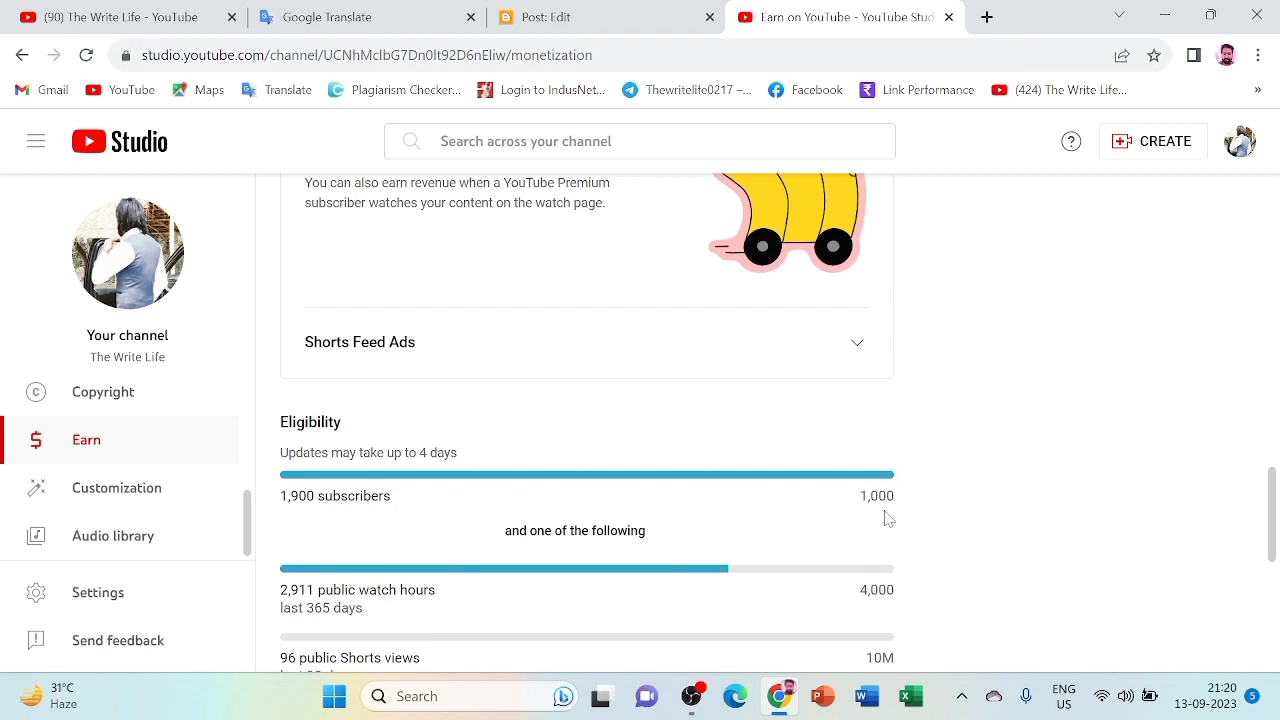 (30) The Write Life - YouTube
Google Translate
Post: Edit
Earn on YouTube - YouTube Stud
studio.youtube.com/channel/UCNhMclbG7Dn0lt92D6nEliw/monetization
Gmail
YouTube
Maps
Translate
Plagiarism Checker...
Login to IndusNet...
Thewritelife0217 –...
Facebook
Link Performance
(424) The Write Life...
»
Studio
Search across your channel
CREATE
You can also earn revenue when a YouTube Premium
subscriber watches your content on the watch page.
Shorts Feed Ads
Your channel
The Write Life
Copyright
Earn
Customization
Audio library
Settings
Send feedback
Eligibility
Updates may take up to 4 days
1,900 subscribers 1,000
and one of the following
2,911 public watch hours 4,000
last 365 days
96 public Shorts views 10M
31°C
Haze
Search
ENG
US
21:20
13-09-2023
5